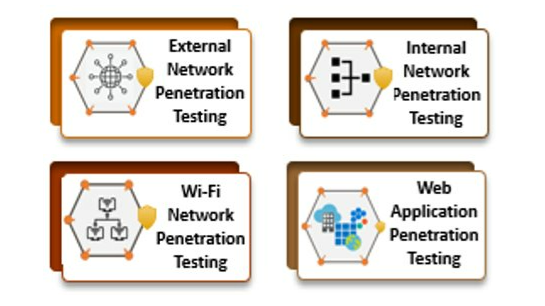 External
Network
Penetration
Testing
Internal
Network
Penetration
Testing
Wi-Fi
Network
Penetration
Testing
Web
Application
Penetration
Testing